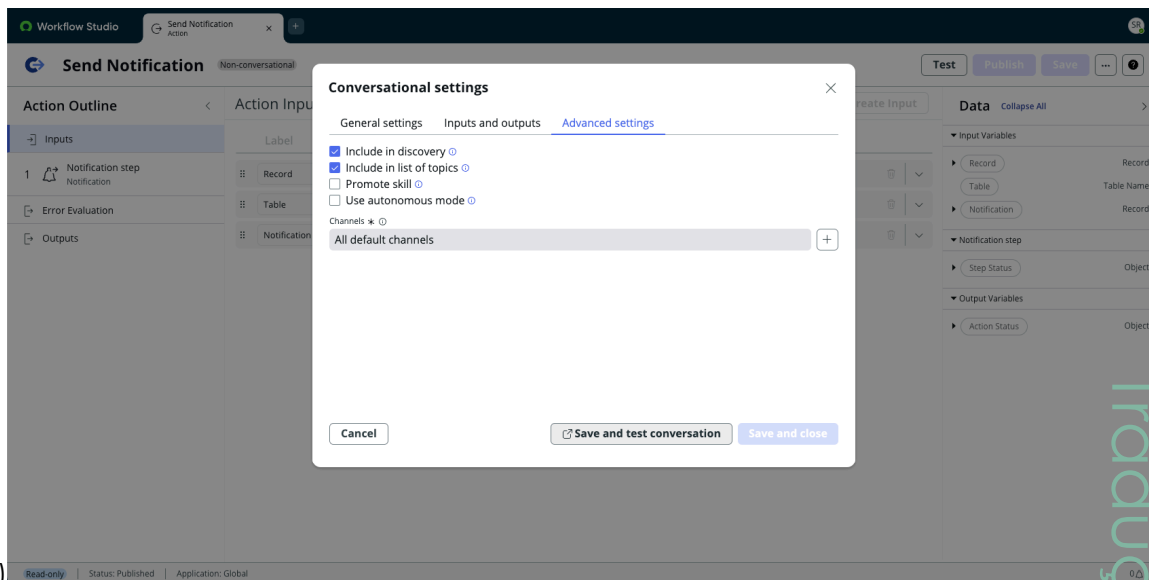 Workflow Studio
Send Notification
Action
SR
Send Notification
Non-conversational
Test
Publish
Save
Action Outline
Inputs
1
Notification step
Notification
Error Evaluation
Outputs
Action Inpu
reate Input
Label
Record
Table
Notification
Conversational settings
General settings
Inputs and outputs
Advanced settings
Include in discovery
Include in list of topics
Promote skill
Use autonomous mode
Channels *
All default channels
Cancel
Save and test conversation
Save and close
Data
Collapse All
Input Variables
Record
Record
Table
Table Name
Notification
Record
Notification step
Step Status
Object
Output Variables
Action Status
Object
)
Read-only
Status: Published
Application: Global
0